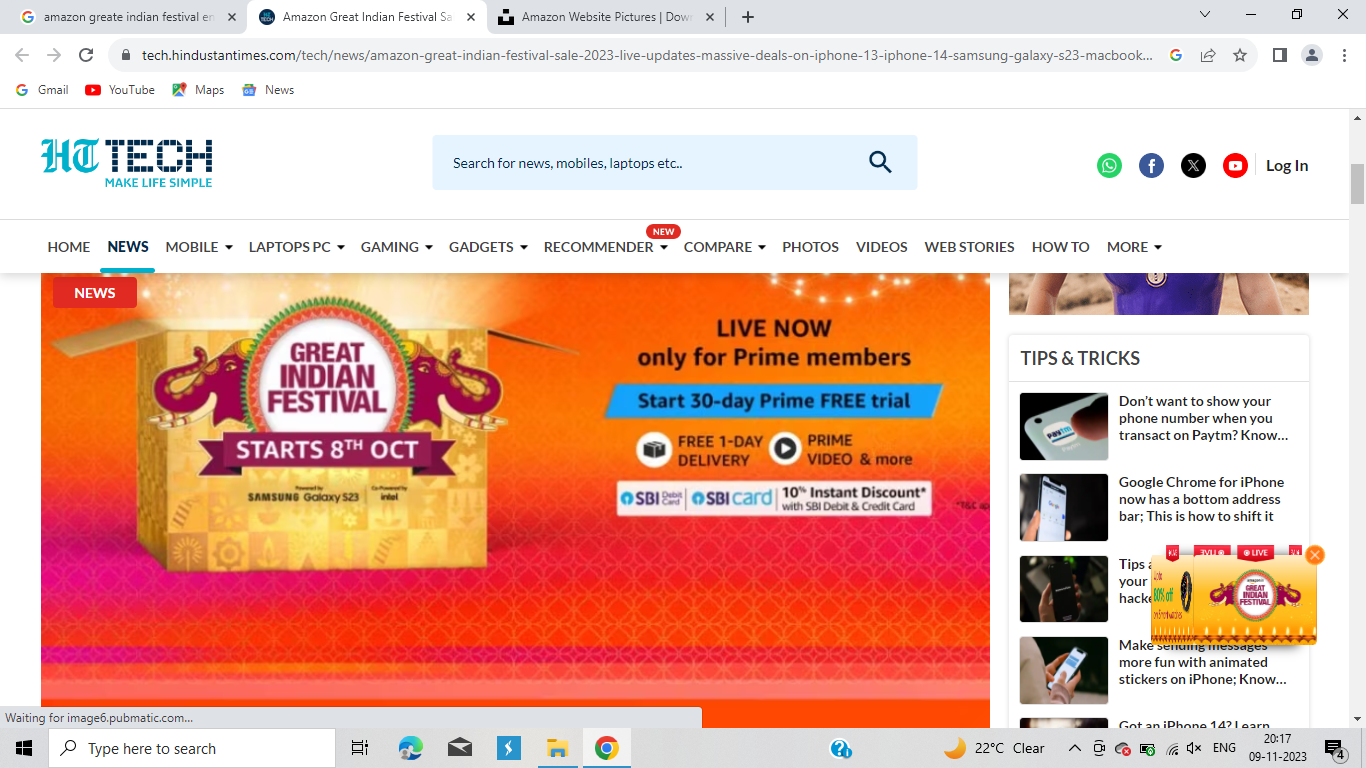 amazon greate indian festival en
Amazon Great Indian Festival Sa
Amazon Website Pictures | Dow
tech.hindustantimes.com/tech/news/amazon-great-indian-festival-sale-2023-live-updates-massive-deals-on-iphone-13-iphone-14-samsung-galaxy-s23-macbook...
Gmail
YouTube
Maps
News
HT TECH
MAKE LIFE SIMPLE
Search for news, mobiles, laptops etc..
Log In
NEW
HOME
NEWS
MOBILE
LAPTOPS PC
GAMING
GADGETS
RECOMMENDER
COMPARE
PHOTOS
VIDEOS
WEB STORIES
HOW TO
MORE
NEWS
GREAT
INDIAN
FESTIVAL
STARTS 8TH OCT
Powered by
SAMSUNG Galaxy S23
Co-Powered by
intel
LIVE NOW
only for Prime members
Start 30-day Prime FREE trial
FREE 1-DAY
DELIVERY
PRIME
VIDEO & more
SBI Debit Card
SBI card
10% Instant Discount*
with SBI Debit & Credit Card
*T&C ap
TIPS & TRICKS
Don't want to show your
phone number when you
transact on Paytm? Know...
paytm
Google Chrome for iPhone
now has a bottom address
bar; This is how to shift it
Tips
your
hacke
LIVE
LIVE
80% off
GREAT
INDIAN
FESTIVAL
Make sending messages
more fun with animated
stickers on iPhone; Know...
Got an iPhone 14? Learn
Waiting for image6.pubmatic.com...
Type here to search
22°C Clear
ENG
20:17
09-11-2023
4